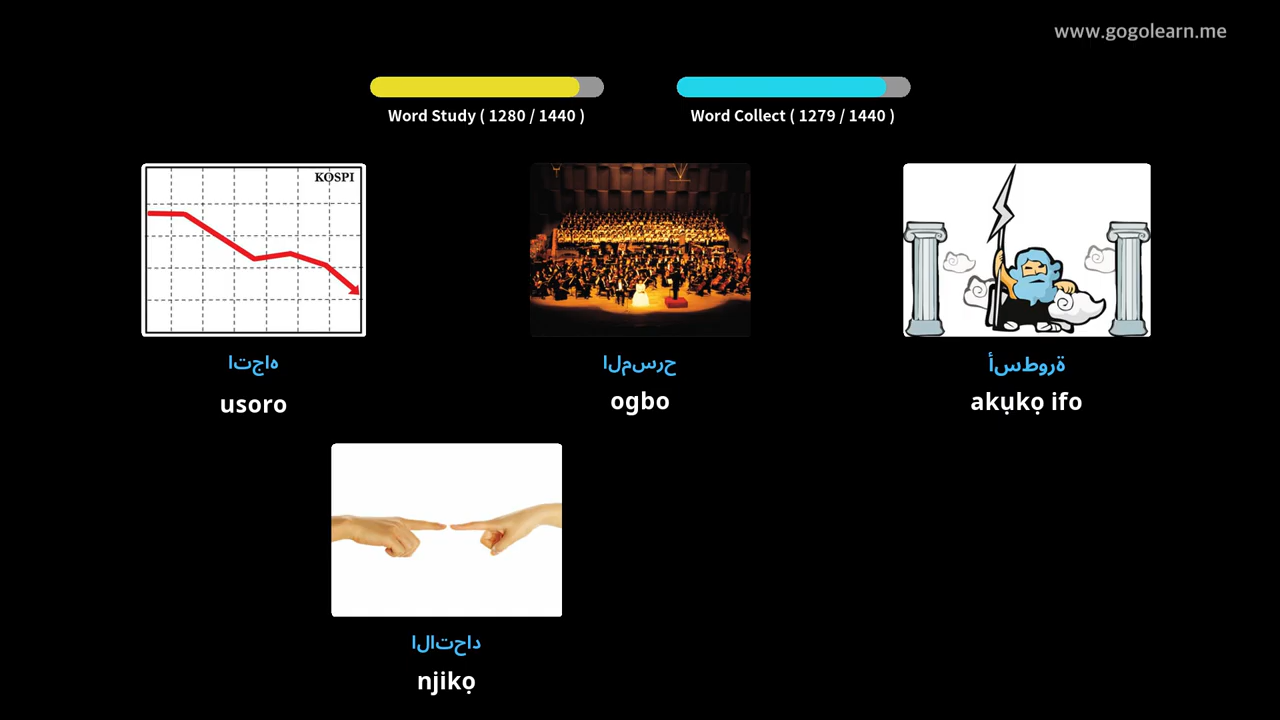 www.gogolearn.me
Word Study ( 1280 / 1440 )
Word Collect ( 1279 / 1440 )
KOSPI
اتجاه
usoro
المسرح
ogbo
أسطورة
akụkọ ifo
الاتحاد
njikọ